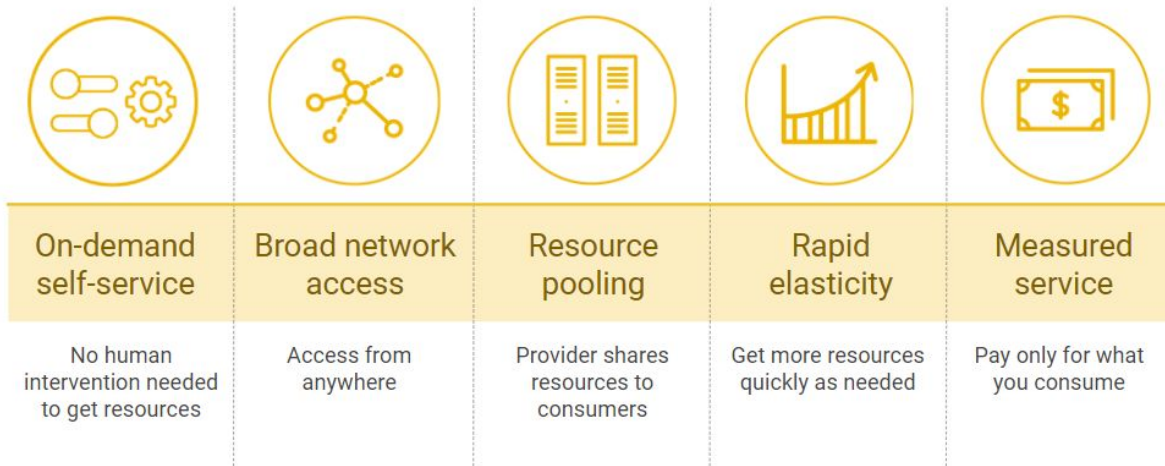 $
On-demand
self-service
Broad network
access
Resource
pooling
Rapid
elasticity
Measured
service
No human
intervention needed
to get resources
Access from
anywhere
Provider shares
resources to
consumers
Get more resources
quickly as needed
Pay only for what
you consume